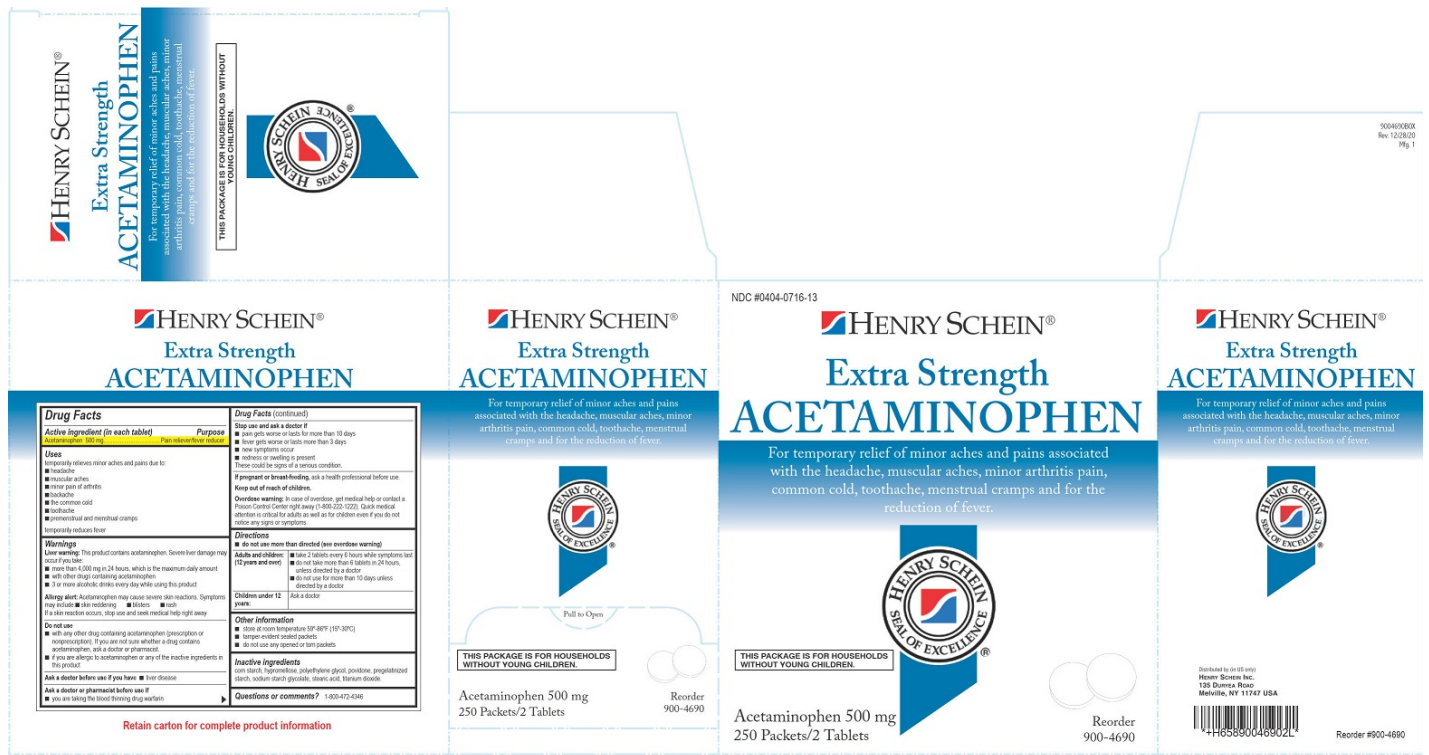 HENRY SCHEIN®
Extra Strength
ACETAMINOPHEN
For temporary relief of minor aches and pains
associated with the headache, muscular aches, minor
arthritis pain, common cold, toothache, menstrual
cramps and for the reduction of fever.
THIS PACKAGE IS FOR HOUSEHOLDS WITHOUT
YOUNG CHILDREN.
HENRY SCHEIN
SEAL OF EXCELLENCE
®
9004690BOX
Rev. 12/28/20
Mfg. 1
HENRY SCHEIN®
Extra Strength
ACETAMINOPHEN
Drug Facts
Active ingredient (in each tablet) Purpose
Acetaminophen 500 mg Pain reliever/fever reducer
Uses
temporarily relieves minor aches and pains due to:
■ headache
■ muscular aches
■ minor pain of arthritis
■ backache
■ the common cold
■ toothache
■ premenstrual and menstrual cramps
temporarily reduces fever
Warnings
Liver warning: This product contains acetaminophen. Severe liver damage may
occur if you take:
■ more than 4,000 mg in 24 hours, which is the maximum daily amount
■ with other drugs containing acetaminophen
■ 3 or more alcoholic drinks every day while using this product
Allergy alert: Acetaminophen may cause severe skin reactions. Symptoms
may include: ■ skin reddening ■ blisters ■ rash
If a skin reaction occurs, stop use and seek medical help right away
Do not use
■ with any other drug containing acetaminophen (prescription or
nonprescription). If you are not sure whether a drug contains
acetaminophen, ask a doctor or pharmacist.
■ if you are allergic to acetaminophen or any of the inactive ingredients in
this product
Ask a doctor before use if you have ■ liver disease
Ask a doctor or pharmacist before use if
■ you are taking the blood thinning drug warfarin
Drug Facts (continued)
Stop use and ask a doctor if
■ pain gets worse or lasts for more than 10 days
■ fever gets worse or lasts more than 3 days
■ new symptoms occur
■ redness or swelling is present
These could be signs of a serious condition.
If pregnant or breast-feeding, ask a health professional before use.
Keep out of reach of children.
Overdose warning: In case of overdose, get medical help or contact a
Poison Control Center right away (1-800-222-1222). Quick medical
attention is critical for adults as well as for children even if you do not
notice any signs or symptoms.
Directions
■ do not use more than directed (see overdose warning)
Adults and children: ■ take 2 tablets every 6 hours while symptoms last
(12 years and over) ■ do not take more than 6 tablets in 24 hours,
unless directed by a doctor
■ do not use for more than 10 days unless
directed by a doctor
Children under 12 Ask a doctor
years:
Other Information
■ store at room temperature 59º-86ºF (15º-30ºC)
■ tamper-evident sealed packets
■ do not use any opened or torn packets
Inactive ingredients
corn starch, hypromellose, polyethylene glycol, povidone, pregelatinized
starch, sodium starch glycolate, stearic acid, titanium dioxide.
Questions or comments? 1-800-472-4346
Retain carton for complete product information
HENRY SCHEIN®
Extra Strength
ACETAMINOPHEN
For temporary relief of minor aches and pains
associated with the headache, muscular aches, minor
arthritis pain, common cold, toothache, menstrual
cramps and for the reduction of fever.
HENRY SCHEIN
SEAL OF EXCELLENCE
®
Pull to Open
THIS PACKAGE IS FOR HOUSEHOLDS
WITHOUT YOUNG CHILDREN.
Acetaminophen 500 mg
250 Packets/2 Tablets
Reorder
900-4690
NDC #0404-0716-13
HENRY SCHEIN®
Extra Strength
ACETAMINOPHEN
For temporary relief of minor aches and pains associated
with the headache, muscular aches, minor arthritis pain,
common cold, toothache, menstrual cramps and for the
reduction of fever.
HENRY SCHEIN
SEAL OF EXCELLENCE
®
THIS PACKAGE IS FOR HOUSEHOLDS
WITHOUT YOUNG CHILDREN.
Acetaminophen 500 mg
250 Packets/2 Tablets
Reorder
900-4690
HENRY SCHEIN®
Extra Strength
ACETAMINOPHEN
For temporary relief of minor aches and pains
associated with the headache, muscular aches, minor
arthritis pain, common cold, toothache, menstrual
cramps and for the reduction of fever.
HENRY SCHEIN
SEAL OF EXCELLENCE
®
Distributed by (in US only)
HENRY SCHEIN INC.
135 DURYEA ROAD
Melville, NY 11747 USA
*+H65890046902L*
Reorder #900-4690